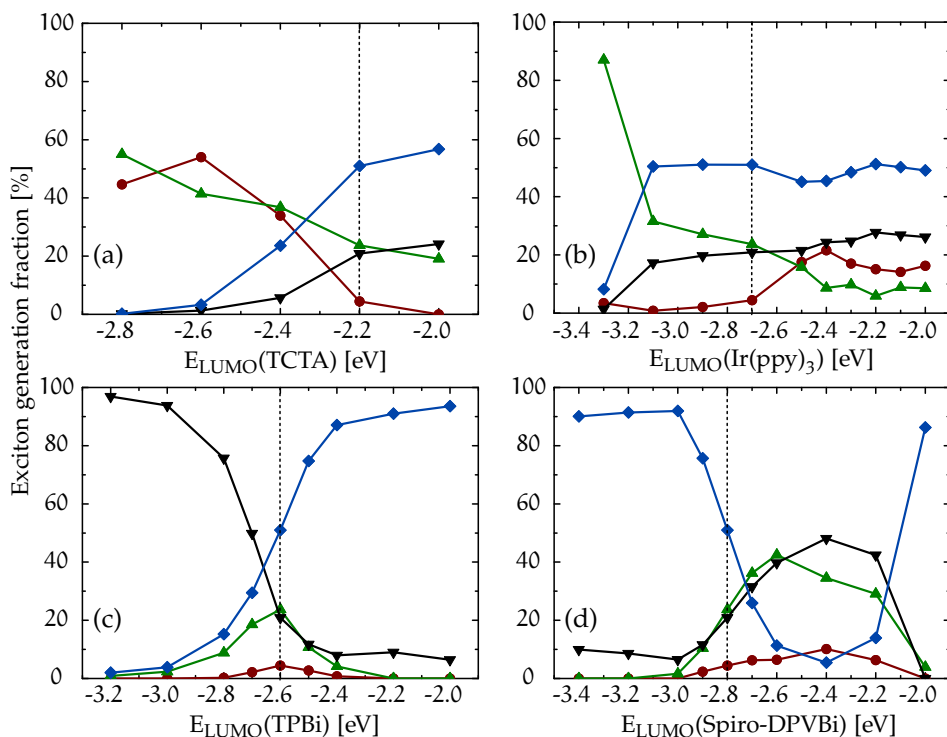 100
80
60
40
20
0
(a)
-2.8 -2.6 -2.4 -2.2 -2.0
E_LUMO(TCTA) [eV]
100
80
60
40
20
0
(b)
-3.4 -3.2 -3.0 -2.8 -2.6 -2.4 -2.2 -2.0
E_LUMO(Ir(ppy)_3) [eV]
Exciton generation fraction [%]
100
80
60
40
20
0
(c)
-3.2 -3.0 -2.8 -2.6 -2.4 -2.2 -2.0
E_LUMO(TPBi) [eV]
100
80
60
40
20
0
(d)
-3.4 -3.2 -3.0 -2.8 -2.6 -2.4 -2.2 -2.0
E_LUMO(Spiro-DPVBi) [eV]